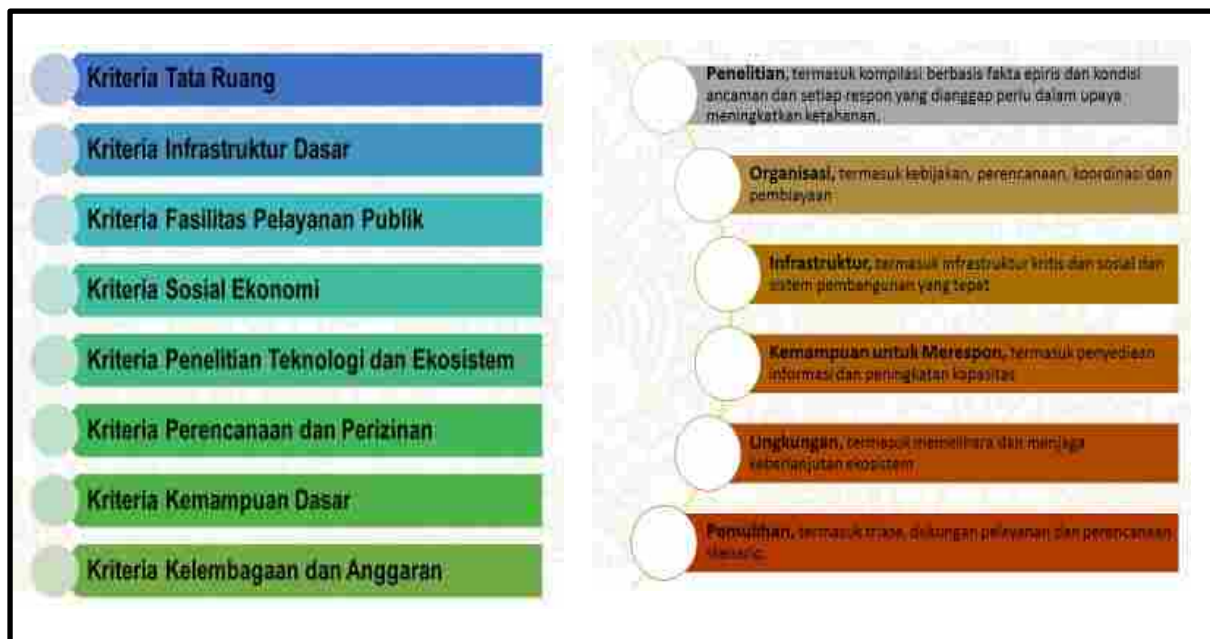 Kriteria Tata Ruang
Kriteria Infrastruktur Dasar
Kriteria Fasilitas Pelayanan Publik
Kriteria Sosial Ekonomi
Kriteria Penelitian Teknologi dan Ekosistem
Kriteria Perencanaan dan Perizinan
Kriteria Kemampuan Dasar
Kriteria Kelembagaan dan Anggaran
Penelitian, termasuk kompilasi berbasis fakta epiris dan kondisi
ancaman dan setiap respon yang dianggap perlu dalam upaya
meningkatkan ketahanan.
Organisasi, termasuk kebijakan, perencanaan, koordinasi dan
pembiayaan
Infrastruktur, termasuk infrastruktur kritis dan sosial dan
sistem pembangunan yang tepat
Kemampuan untuk Merespon, termasuk penyediaan
informasi dan peningkatan kapasitas
Lingkungan, termasuk memelihara dan menjaga
keberlanjutan ekosistem
Pemulihan, termasuk triase, dukungan pelayanan dan perencanaan
skenario.